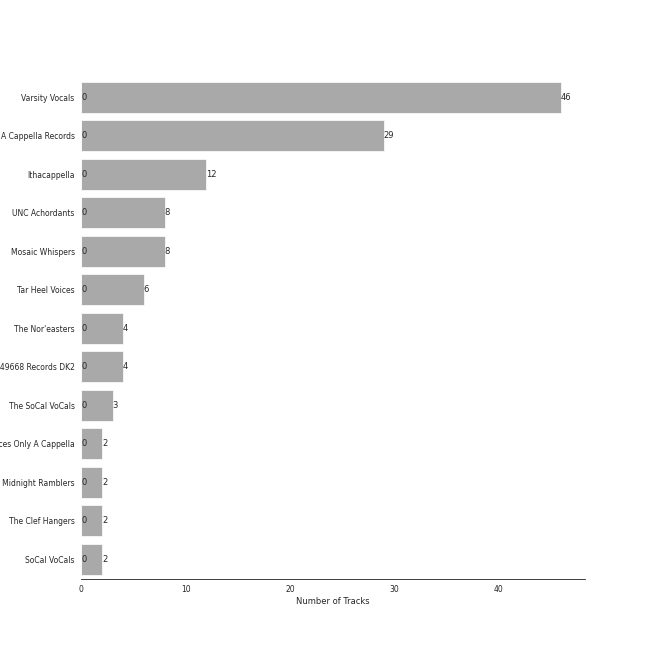 Varsity Vocals 0 46
A Cappella Records 0 29
Ithacappella 0 12
UNC Achordants 0 8
Mosaic Whispers 0 8
Tar Heel Voices 0 6
The Nor'easters 0 4
49668 Records DK2 0 4
The SoCal VoCals 0 3
ces Only A Cappella 0 2
Midnight Ramblers 0 2
The Clef Hangers 0 2
SoCal VoCals 0 2
0 10 20 30 40
Number of Tracks